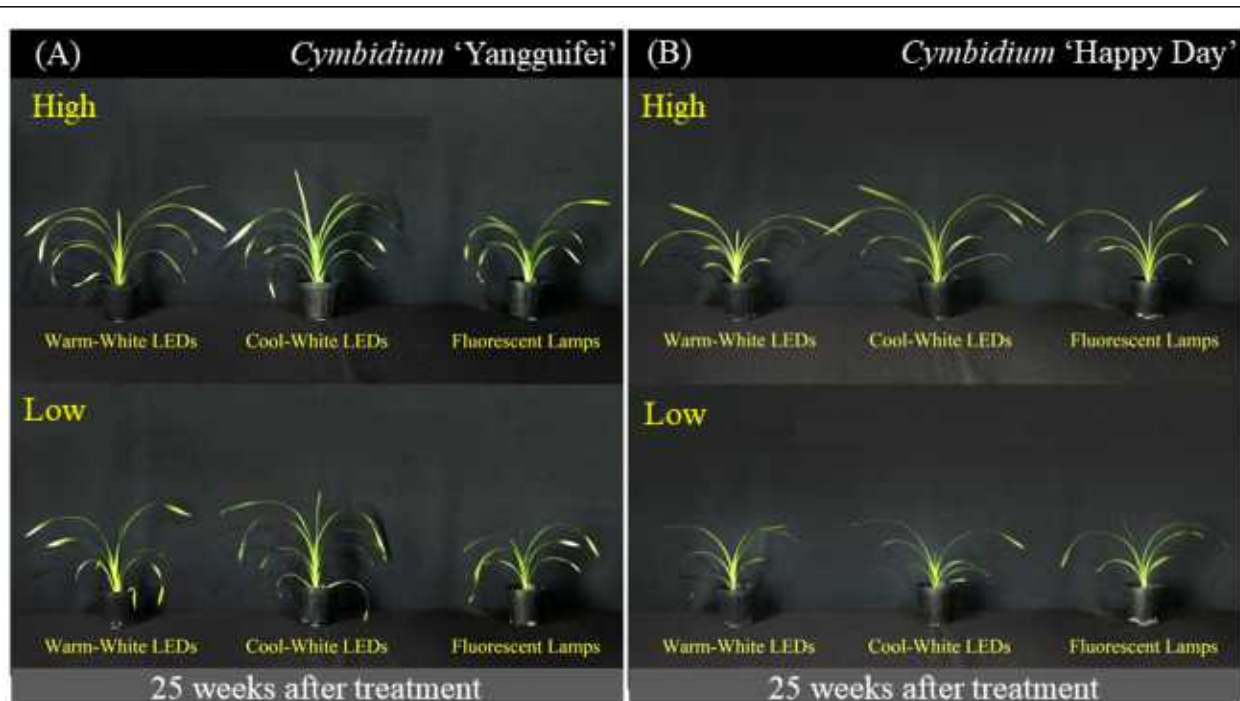 (A) Cymbidium ‘Yangguifei’
High
Warm-White LEDs Cool-White LEDs Fluorescent Lamps
Low
Warm-White LEDs Cool-White LEDs Fluorescent Lamps
25 weeks after treatment
(B) Cymbidium ‘Happy Day’
High
Warm-White LEDs Cool-White LEDs Fluorescent Lamps
Low
Warm-White LEDs Cool-White LEDs Fluorescent Lamps
25 weeks after treatment